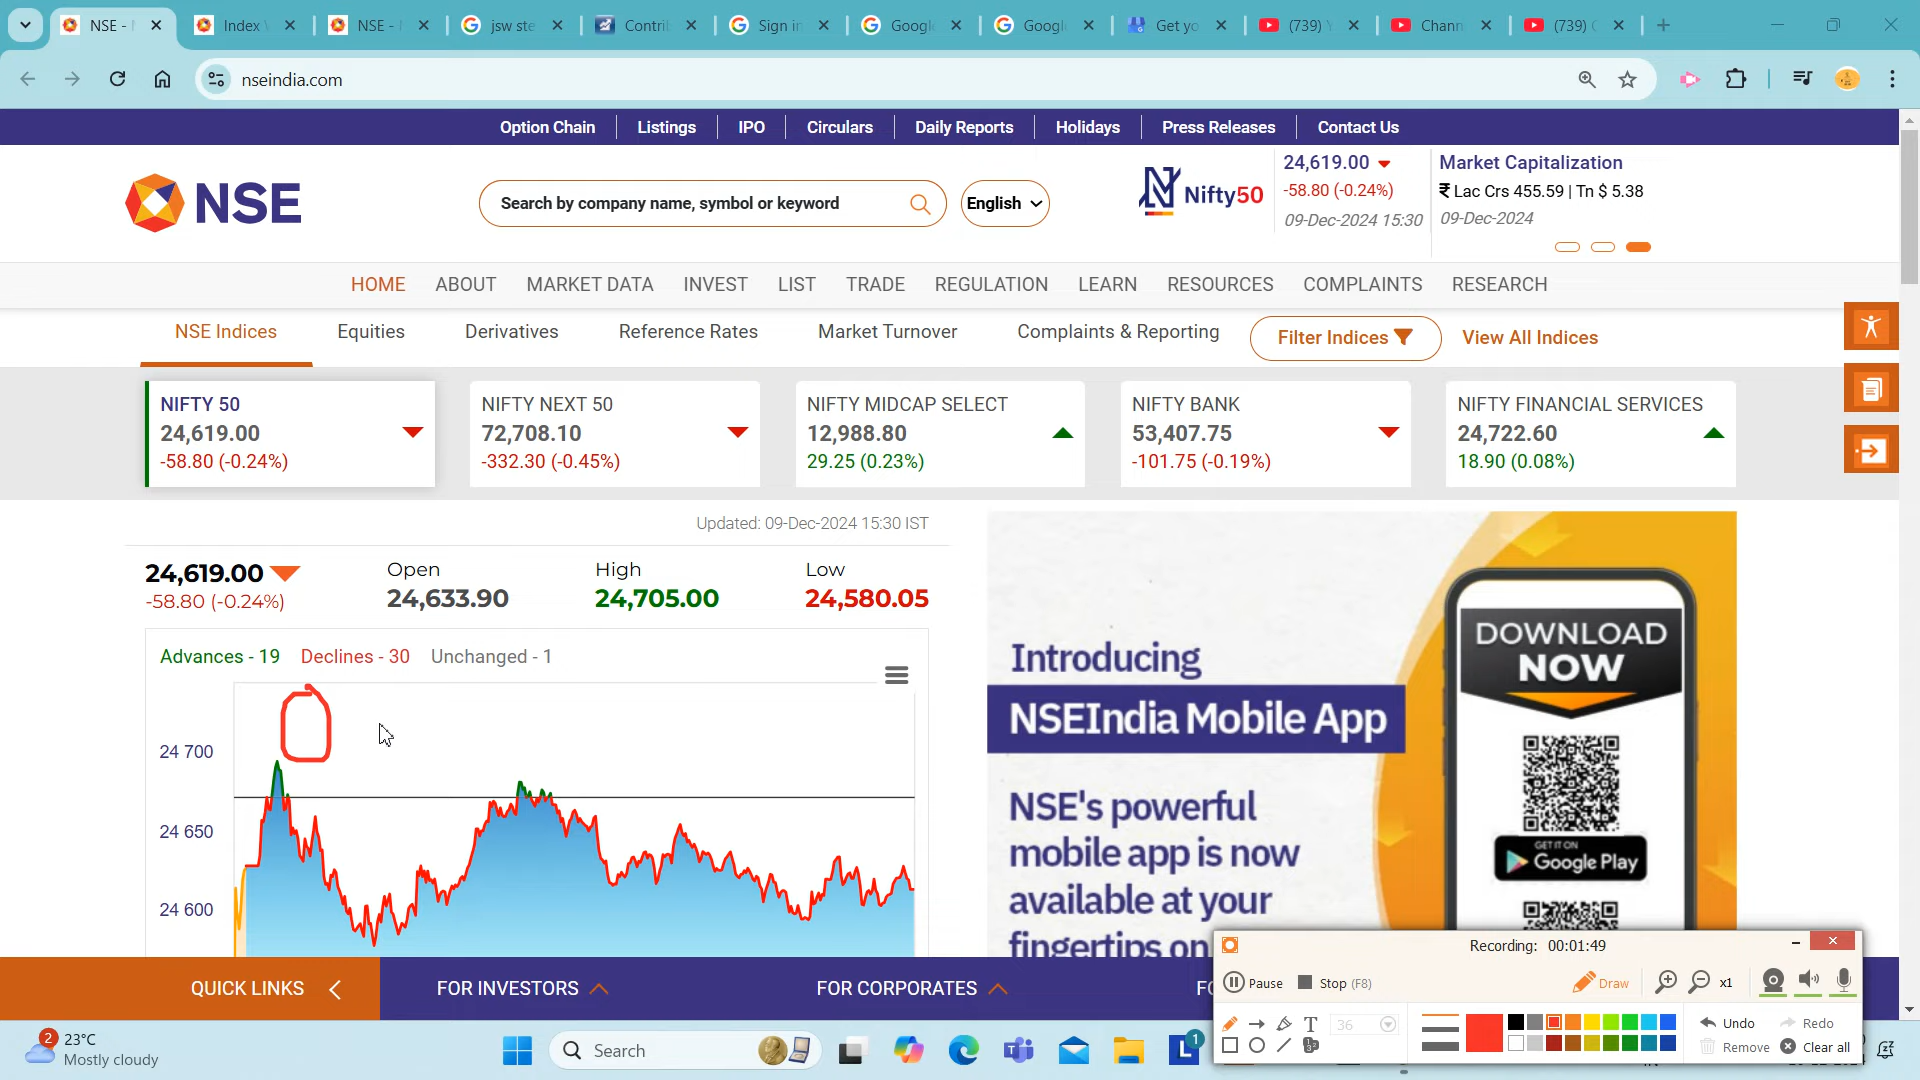 NSE -
Index
NSE -
jsw ste
Contri
Sign in
Google
Google
Get yo
(739)
Chann
(739)
nseindia.com
Option Chain
Listings
IPO
Circulars
Daily Reports
Holidays
Press Releases
Contact Us
NSE
Search by company name, symbol or keyword
English
Nifty50
24,619.00
-58.80 (-0.24%)
09-Dec-2024 15:30
Market Capitalization
₹ Lac Crs 455.59 | Tn $ 5.38
09-Dec-2024
HOME ABOUT MARKET DATA INVEST LIST TRADE REGULATION LEARN RESOURCES COMPLAINTS RESEARCH
NSE Indices
Equities
Derivatives
Reference Rates
Market Turnover
Complaints & Reporting
Filter Indices
View All Indices
NIFTY 50
24,619.00
-58.80 (-0.24%)
NIFTY NEXT 50
72,708.10
-332.30 (-0.45%)
NIFTY MIDCAP SELECT
12,988.80
29.25 (0.23%)
NIFTY BANK
53,407.75
-101.75 (-0.19%)
NIFTY FINANCIAL SERVICES
24,722.60
18.90 (0.08%)
Updated: 09-Dec-2024 15:30 IST
24,619.00
-58.80 (-0.24%)
Open
24,633.90
High
24,705.00
Low
24,580.05
Advances - 19 Declines - 30 Unchanged - 1
24 700
24 650
24 600
Introducing
NSEIndia Mobile App
NSE's powerful
mobile app is now
available at your
fingertips on
DOWNLOAD
NOW
GET IT ON
Google Play
QUICK LINKS
FOR INVESTORS
FOR CORPORATES
Recording: 00:01:49
Pause
Stop (F8)
Draw
x1
T
36
Undo
Redo
Remove
Clear all
2
23°C
Mostly cloudy
Search
L
1